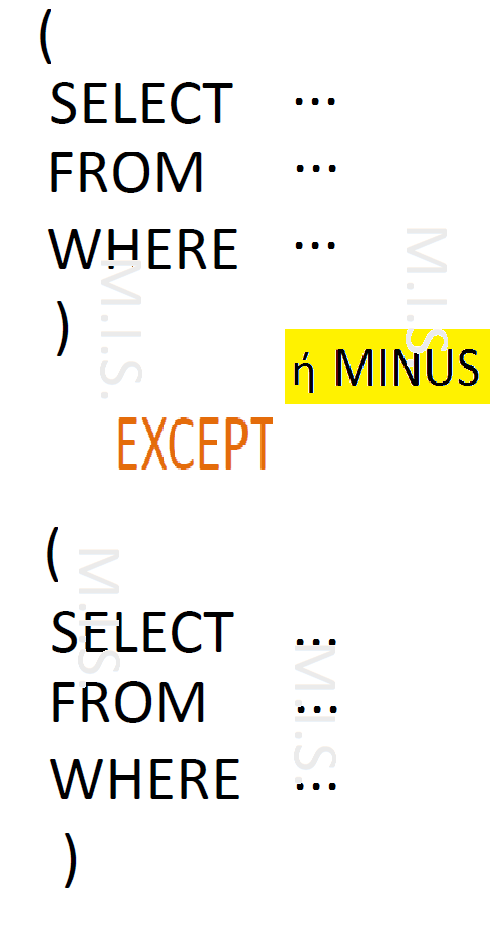 (
SELECT ...
FROM ...
WHERE ...
)
ή MINUS
EXCEPT
(
SELECT ...
FROM ...
WHERE ...
)
M.I.S.
M.I.S.
M.I.S.
M.I.S.